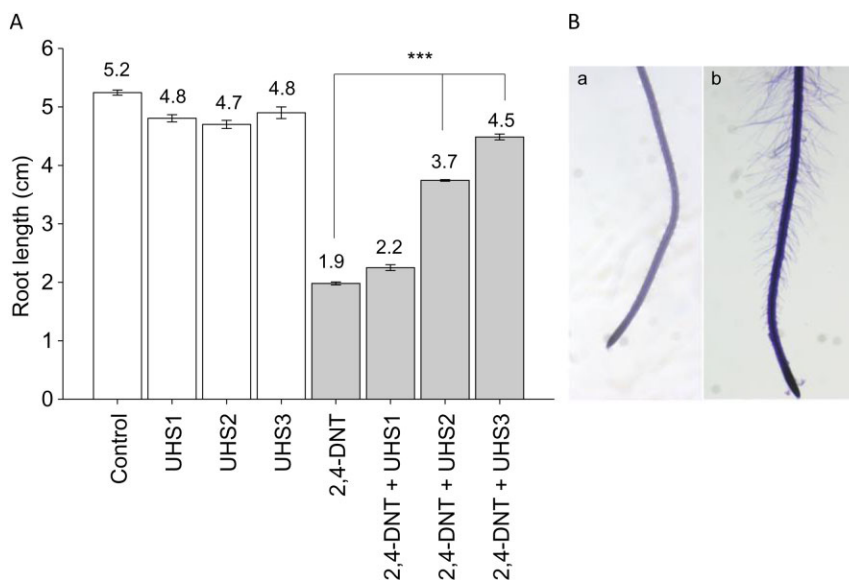 A
B
***
a
b
6
5
4
3
2
1
0
Root length (cm)
5.2
4.8
4.7
4.8
1.9
2.2
3.7
4.5
Control
UHS1
UHS2
UHS3
2,4-DNT
2,4-DNT + UHS1
2,4-DNT + UHS2
2,4-DNT + UHS3